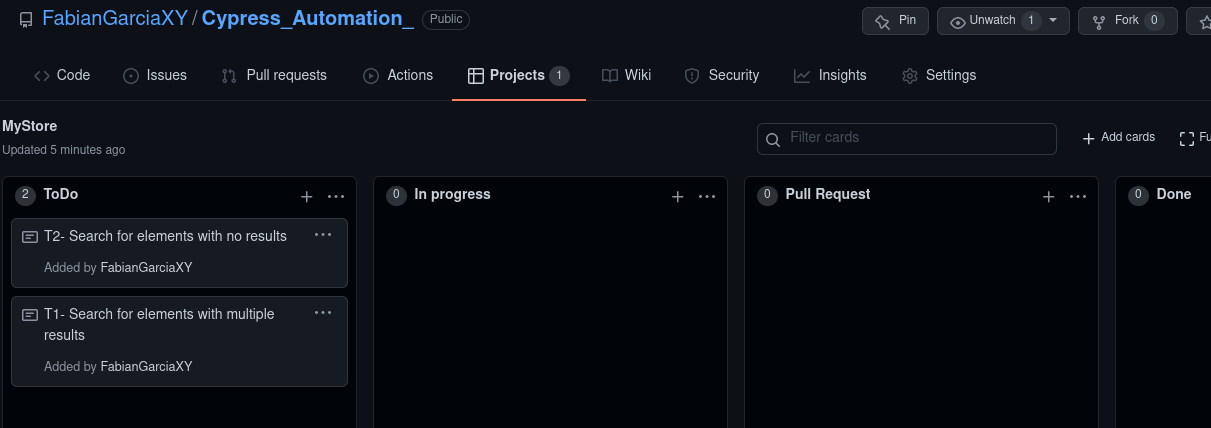 FabianGarciaXY / Cypress_Automation_ Public
Pin Unwatch 1 Fork 0
Code Issues Pull requests Actions Projects 1 Wiki Security Insights Settings
MyStore
Updated 5 minutes ago
Filter cards
Add cards
2 ToDo
T2- Search for elements with no results
Added by FabianGarciaXY
T1- Search for elements with multiple
results
Added by FabianGarciaXY
0 In progress
0 Pull Request
0 Done